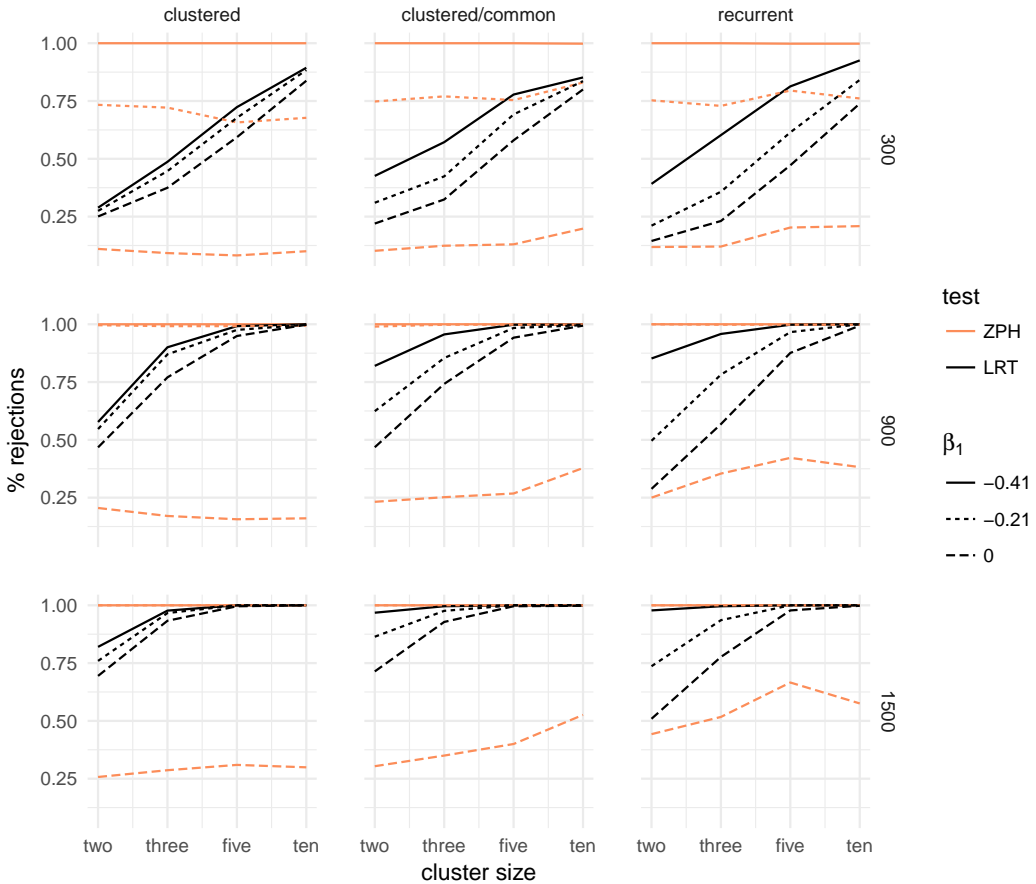 clustered clustered/common recurrent
1.00
0.75
0.50
0.25
300
1.00
0.75
0.50
0.25
900
1.00
0.75
0.50
0.25
1500
% rejections
two three five ten two three five ten two three five ten
cluster size
test
ZPH
LRT
β1
−0.41
−0.21
0